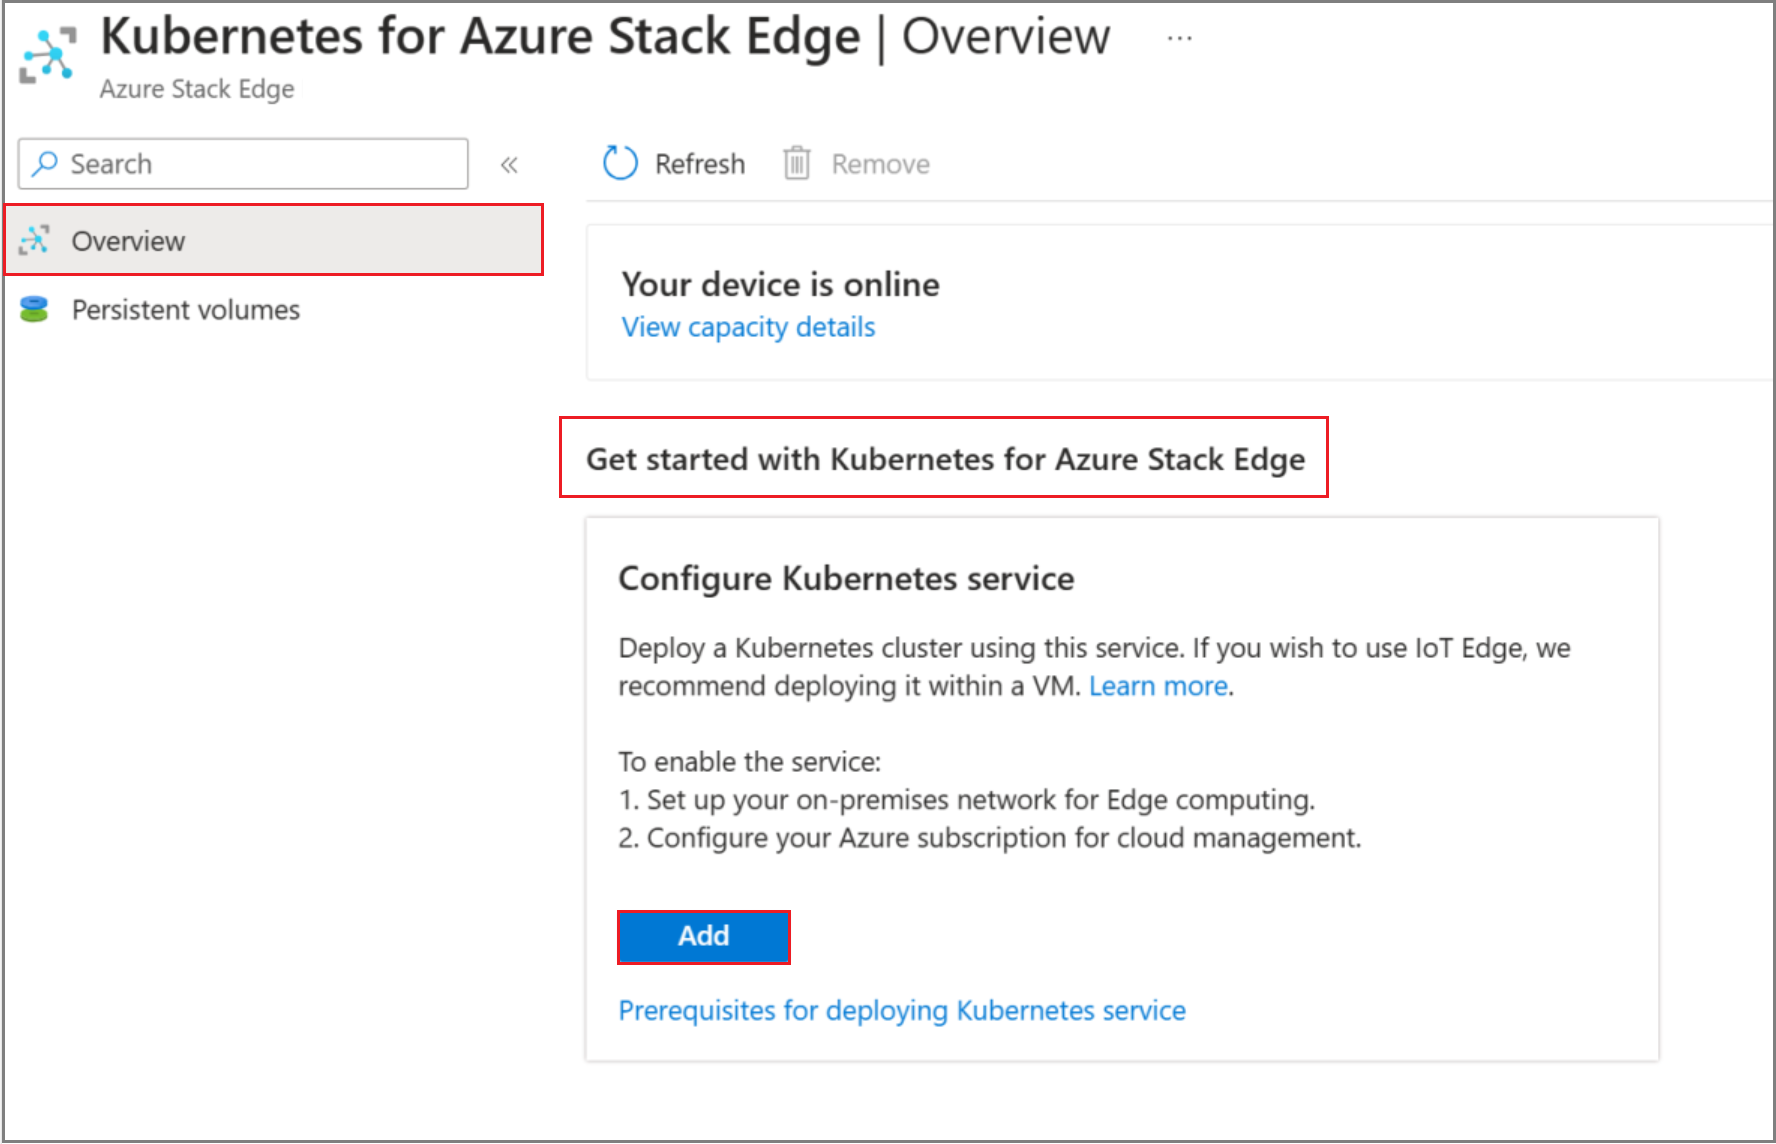 Kubernetes for Azure Stack Edge | Overview ...
Azure Stack Edge
Search «
Refresh Remove
Overview
Persistent volumes
Your device is online
View capacity details
Get started with Kubernetes for Azure Stack Edge
Configure Kubernetes service
Deploy a Kubernetes cluster using this service. If you wish to use IoT Edge, we
recommend deploying it within a VM. Learn more.
To enable the service:
1. Set up your on-premises network for Edge computing.
2. Configure your Azure subscription for cloud management.
Add
Prerequisites for deploying Kubernetes service